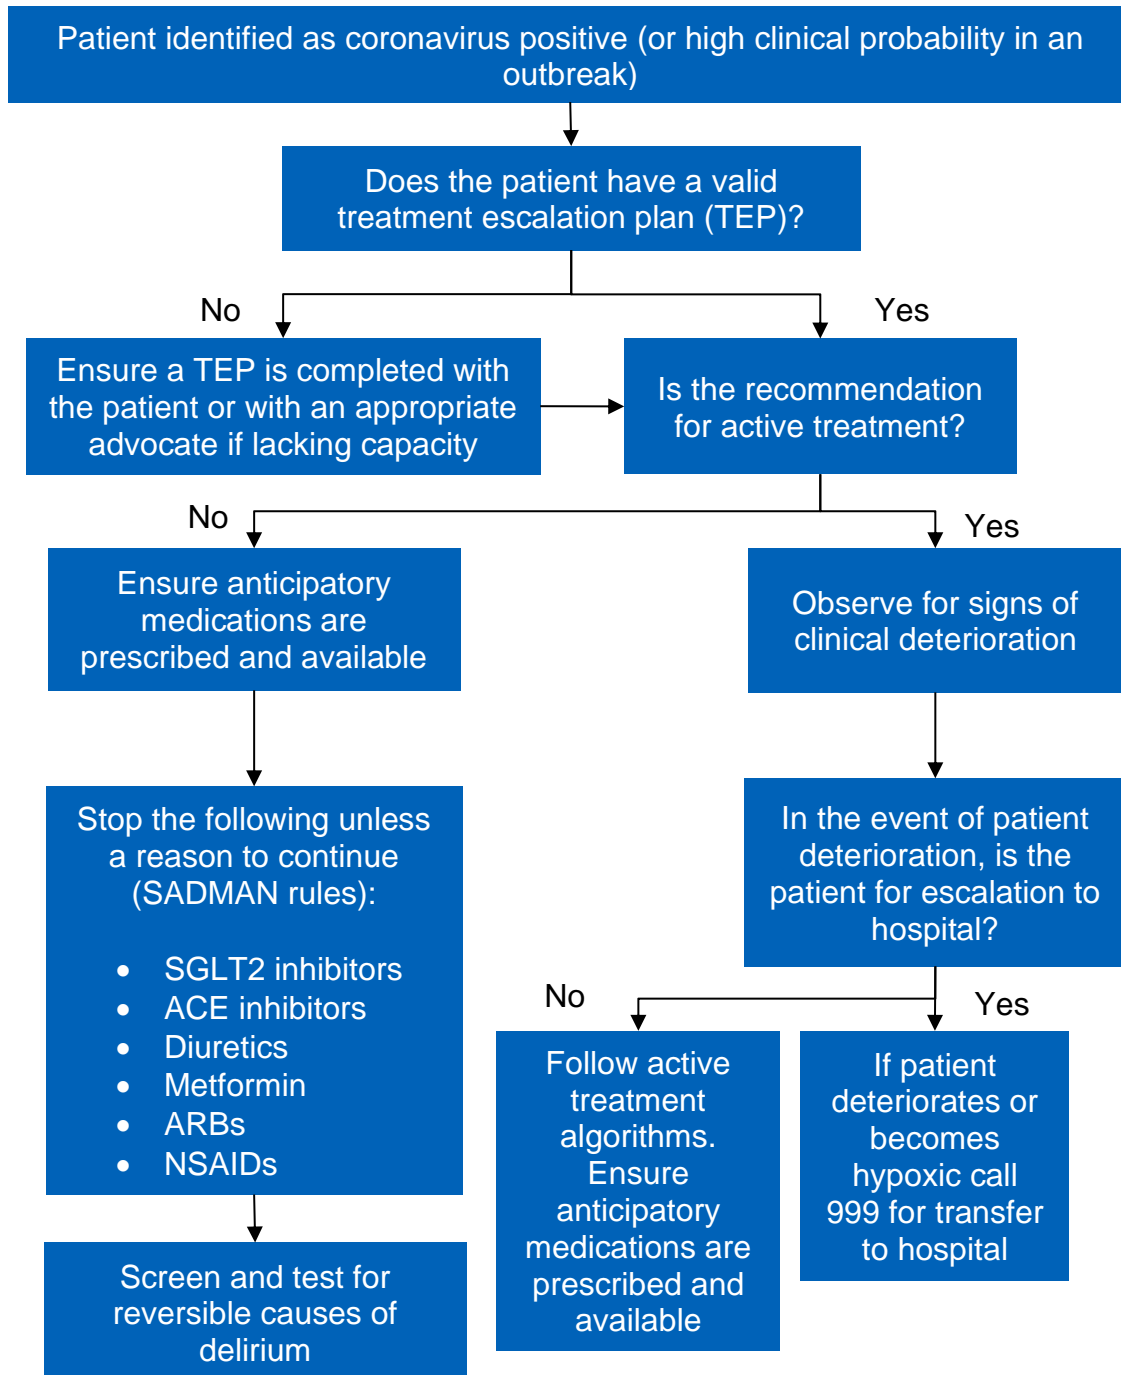 Patient identified as coronavirus positive (or high clinical probability in an
outbreak)
Does the patient have a valid
treatment escalation plan (TEP)?
No
Yes
Ensure a TEP is completed with
the patient or with an appropriate
advocate if lacking capacity
Is the recommendation
for active treatment?
No
Yes
Ensure anticipatory
medications are
prescribed and available
Observe for signs of
clinical deterioration
Stop the following unless
a reason to continue
(SADMAN rules):
• SGLT2 inhibitors
• ACE inhibitors
• Diuretics
• Metformin
• ARBs
• NSAIDs
In the event of patient
deterioration, is the
patient for escalation to
hospital?
No
Yes
Follow active
treatment
algorithms.
Ensure
anticipatory
medications are
prescribed and
available
If patient
deteriorates or
becomes
hypoxic call
999 for transfer
to hospital
Screen and test for
reversible causes of
delirium